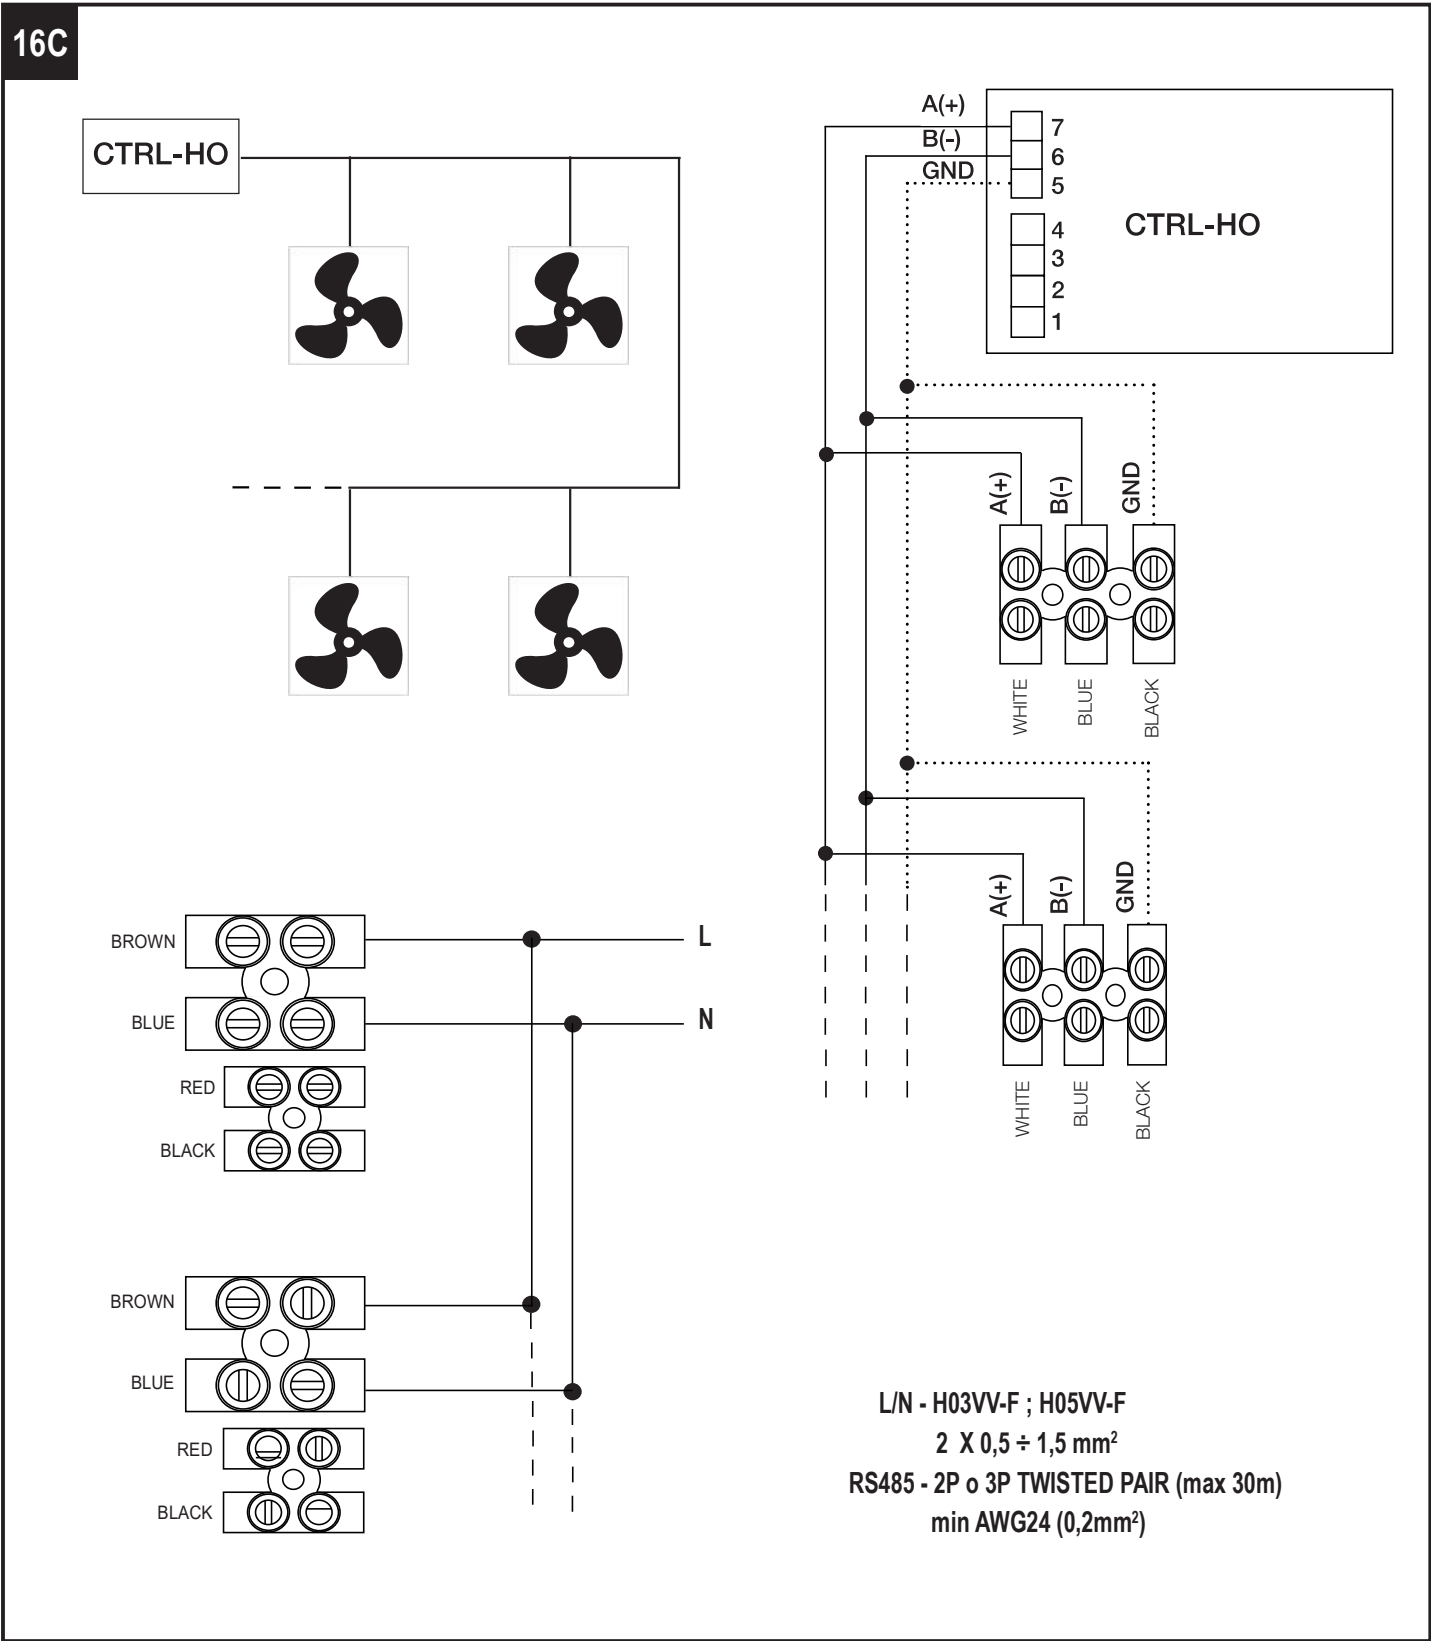 16C
CTRL-HO
A(+)
B(-)
GND
7
6
5
4
3
2
1
CTRL-HO
A(+)
B(-)
GND
WHITE
BLUE
BLACK
A(+)
B(-)
GND
WHITE
BLUE
BLACK
BROWN
L
BLUE
N
RED
BLACK
BROWN
BLUE
RED
BLACK
L/N - H03VV-F ; H05VV-F
2 X 0,5 ÷ 1,5 mm²
RS485 - 2P o 3P TWISTED PAIR (max 30m)
min AWG24 (0,2mm²)